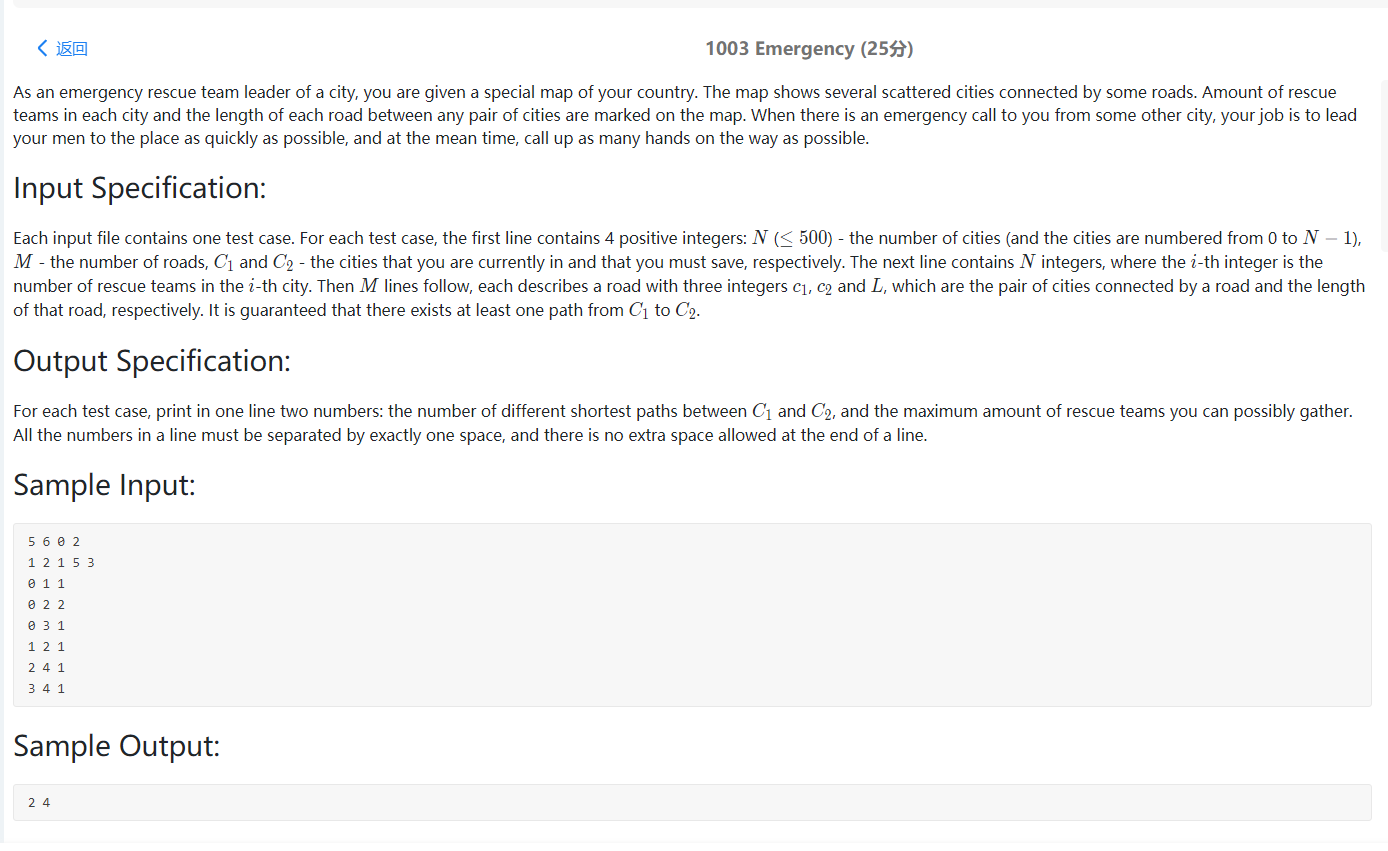 返回
1003 Emergency (25分)
As an emergency rescue team leader of a city, you are given a special map of your country. The map shows several scattered cities connected by some roads. Amount of rescue
teams in each city and the length of each road between any pair of cities are marked on the map. When there is an emergency call to you from some other city, your job is to lead
your men to the place as quickly as possible, and at the mean time, call up as many hands on the way as possible.
Input Specification:
Each input file contains one test case. For each test case, the first line contains 4 positive integers: N (≤ 500) - the number of cities (and the cities are numbered from 0 to N − 1),
M - the number of roads, C₁ and C₂ - the cities that you are currently in and that you must save, respectively. The next line contains N integers, where the i-th integer is the
number of rescue teams in the i-th city. Then M lines follow, each describes a road with three integers c₁, c₂ and L, which are the pair of cities connected by a road and the length
of that road, respectively. It is guaranteed that there exists at least one path from C₁ to C₂.
Output Specification:
For each test case, print in one line two numbers: the number of different shortest paths between C₁ and C₂, and the maximum amount of rescue teams you can possibly gather.
All the numbers in a line must be separated by exactly one space, and there is no extra space allowed at the end of a line.
Sample Input:
5 6 0 2
1 2 1 5 3
0 1 1
0 2 2
0 3 1
1 2 1
2 4 1
3 4 1
Sample Output:
2 4